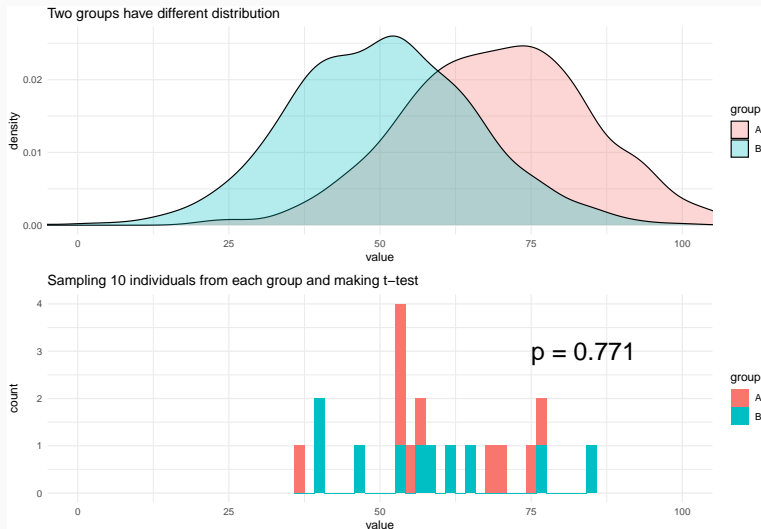 Two groups have different distribution
density
0.02
0.01
0.00
0
25
50
75
100
value
group
A
B
Sampling 10 individuals from each group and making t−test
count
4
3
2
1
0
p = 0.771
0
25
50
75
100
value
group
A
B